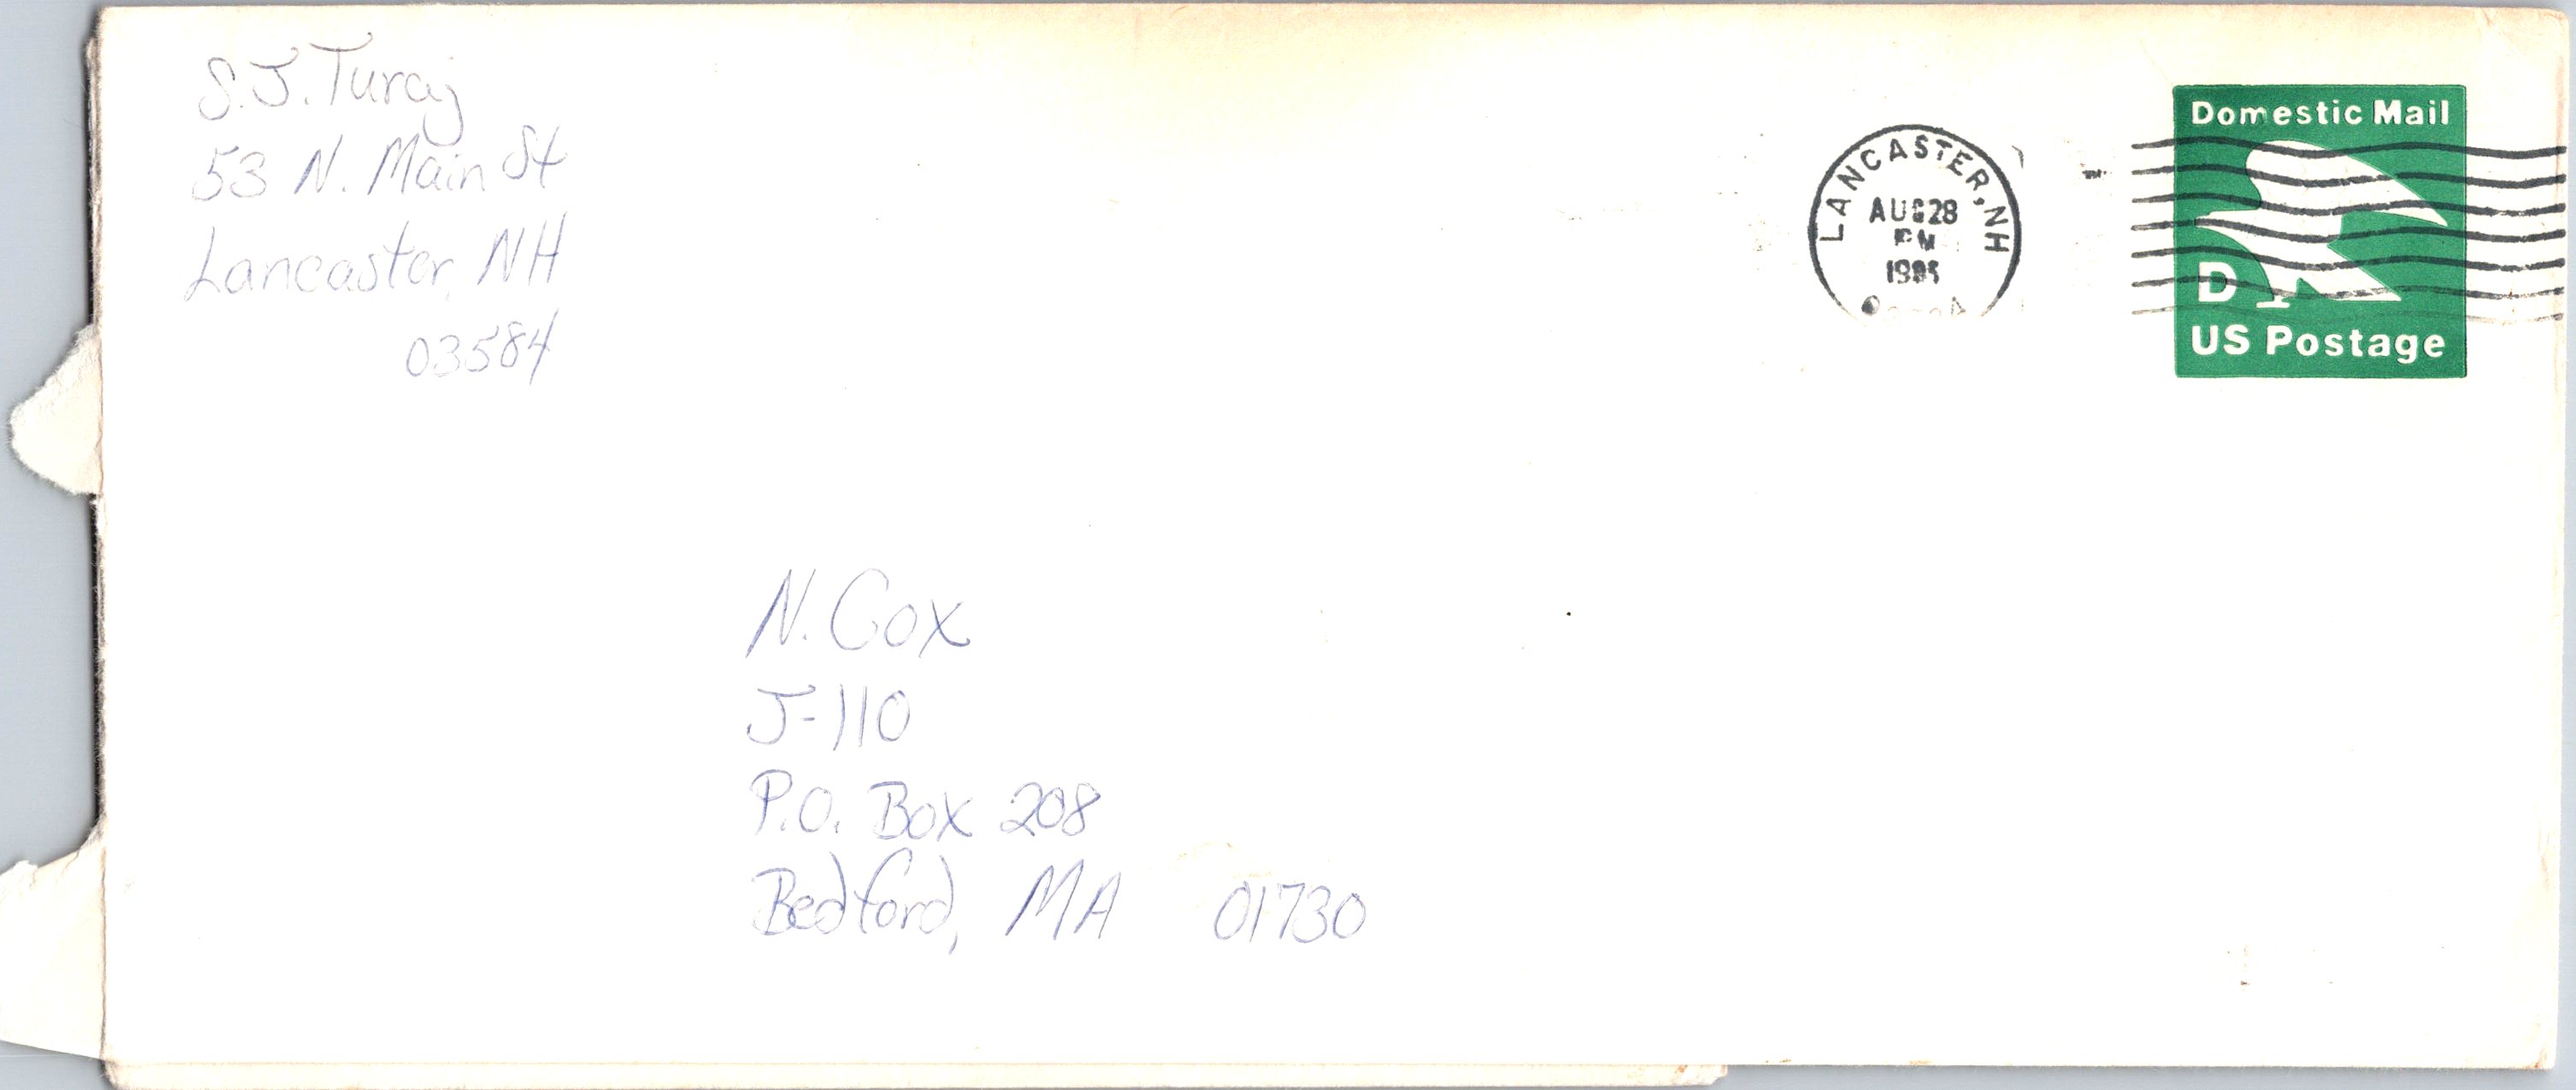 S.J. Turaj
53 N. Main St
Lancaster, NH
03584
LANCASTER, NH
AUG 28
PM
Domestic Mail
D
US Postage
N. Cox
J-110
P.O. Box 208
Bedford, MA 01730